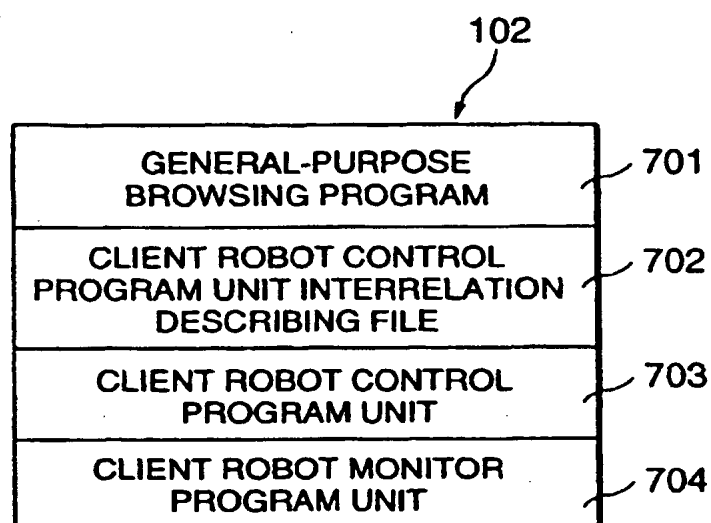 102
GENERAL-PURPOSE
BROWSING PROGRAM
701
CLIENT ROBOT CONTROL
PROGRAM UNIT INTERRELATION
DESCRIBING FILE
702
CLIENT ROBOT CONTROL
PROGRAM UNIT
703
CLIENT ROBOT MONITOR
PROGRAM UNIT
704